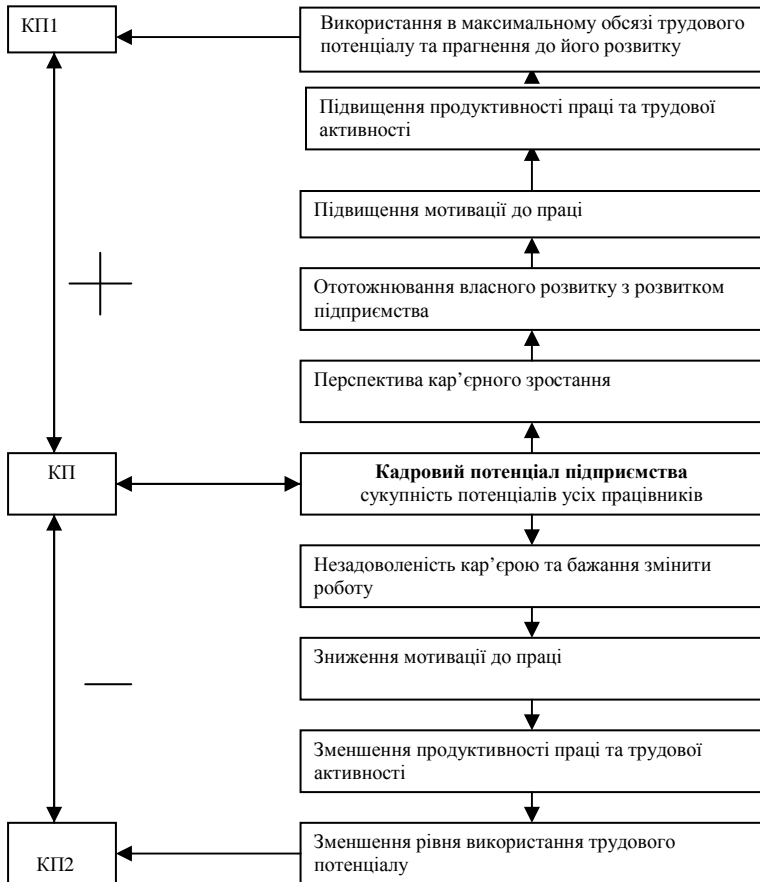 КП1
Використання в максимальному обсязі трудового
потенціалу та прагнення до його розвитку
Підвищення продуктивності праці та трудової
активності
Підвищення мотивації до праці
Ототожнювання власного розвитку з розвитком
підприємства
Перспектива кар’єрного зростання
КП
Кадровий потенціал підприємства
сукупність потенціалів усіх працівників
Незадоволеність кар’єрою та бажання змінити
роботу
Зниження мотивації до праці
Зменшення продуктивності праці та трудової
активності
КП2
Зменшення рівня використання трудового
потенціалу